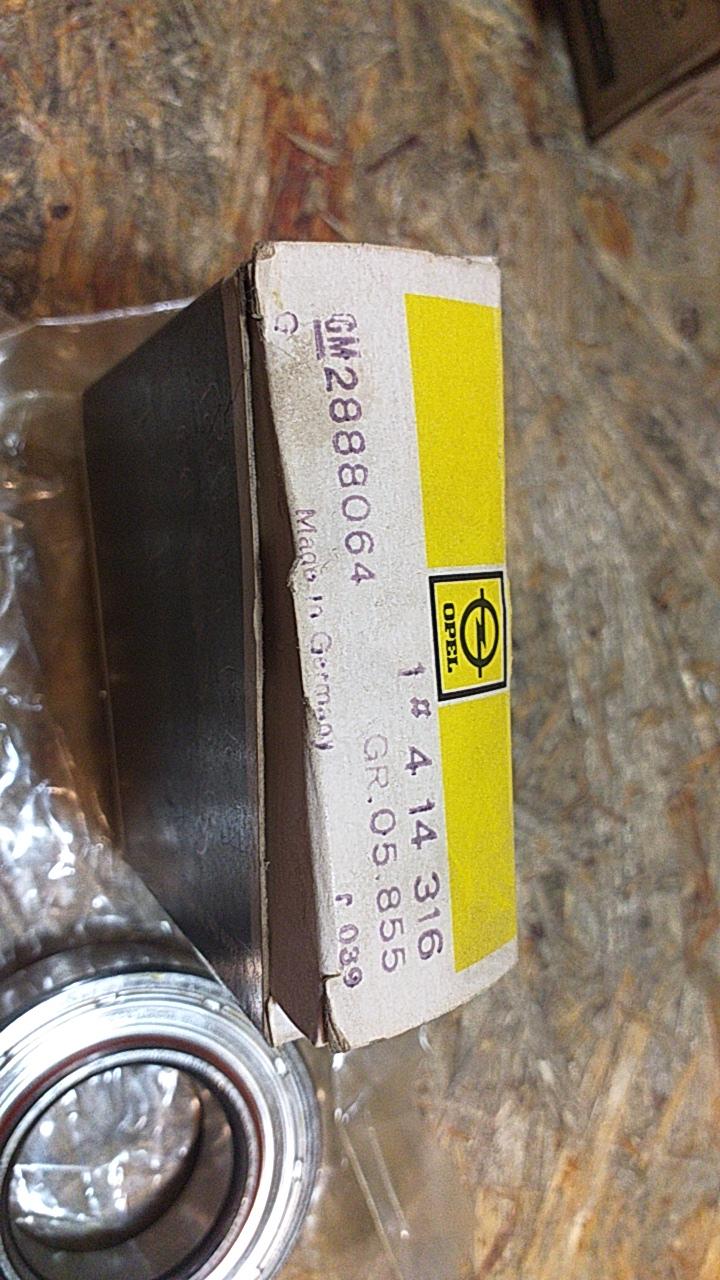 OPEL
1 # 4 14 316
GM 2888064
GR. 05.855
Made in Germany
G
r 039